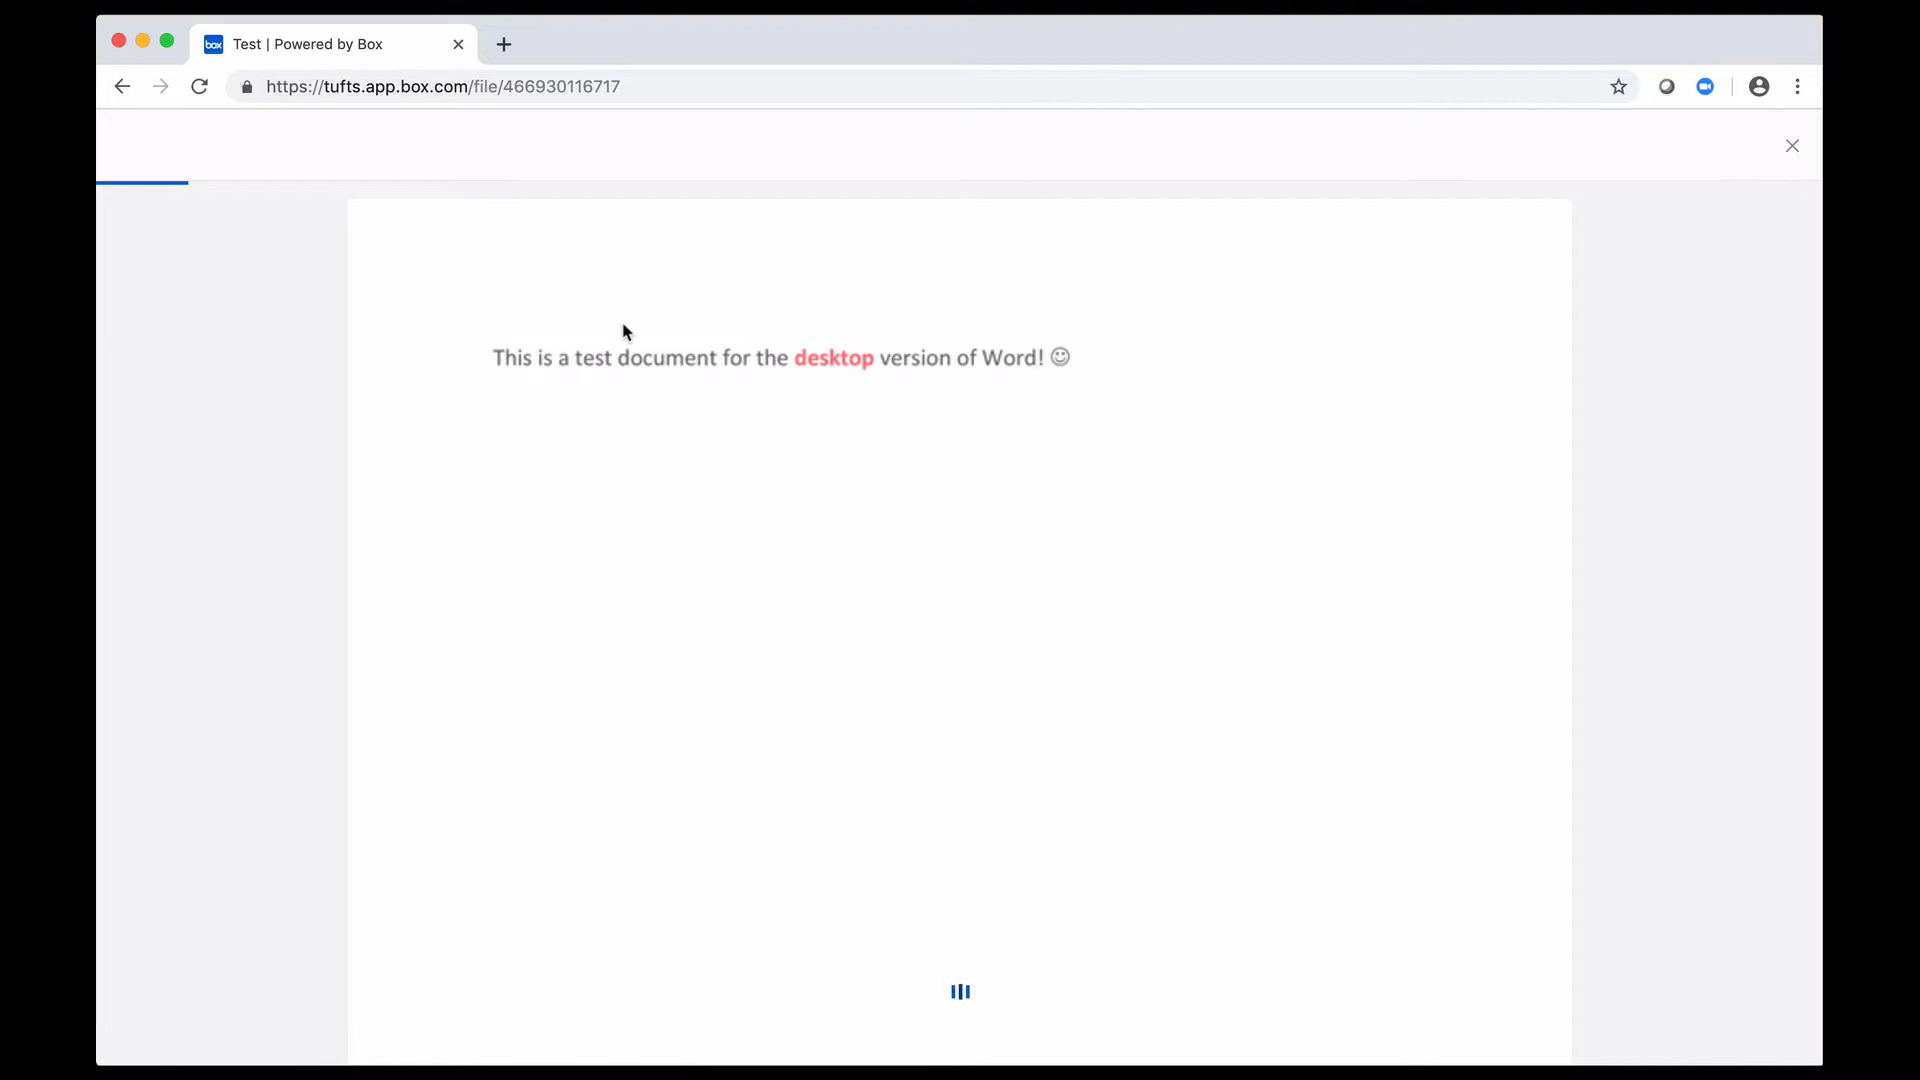 box Test | Powered by Box
https://tufts.app.box.com/file/466930116717
This is a test document for the desktop version of Word! ☺